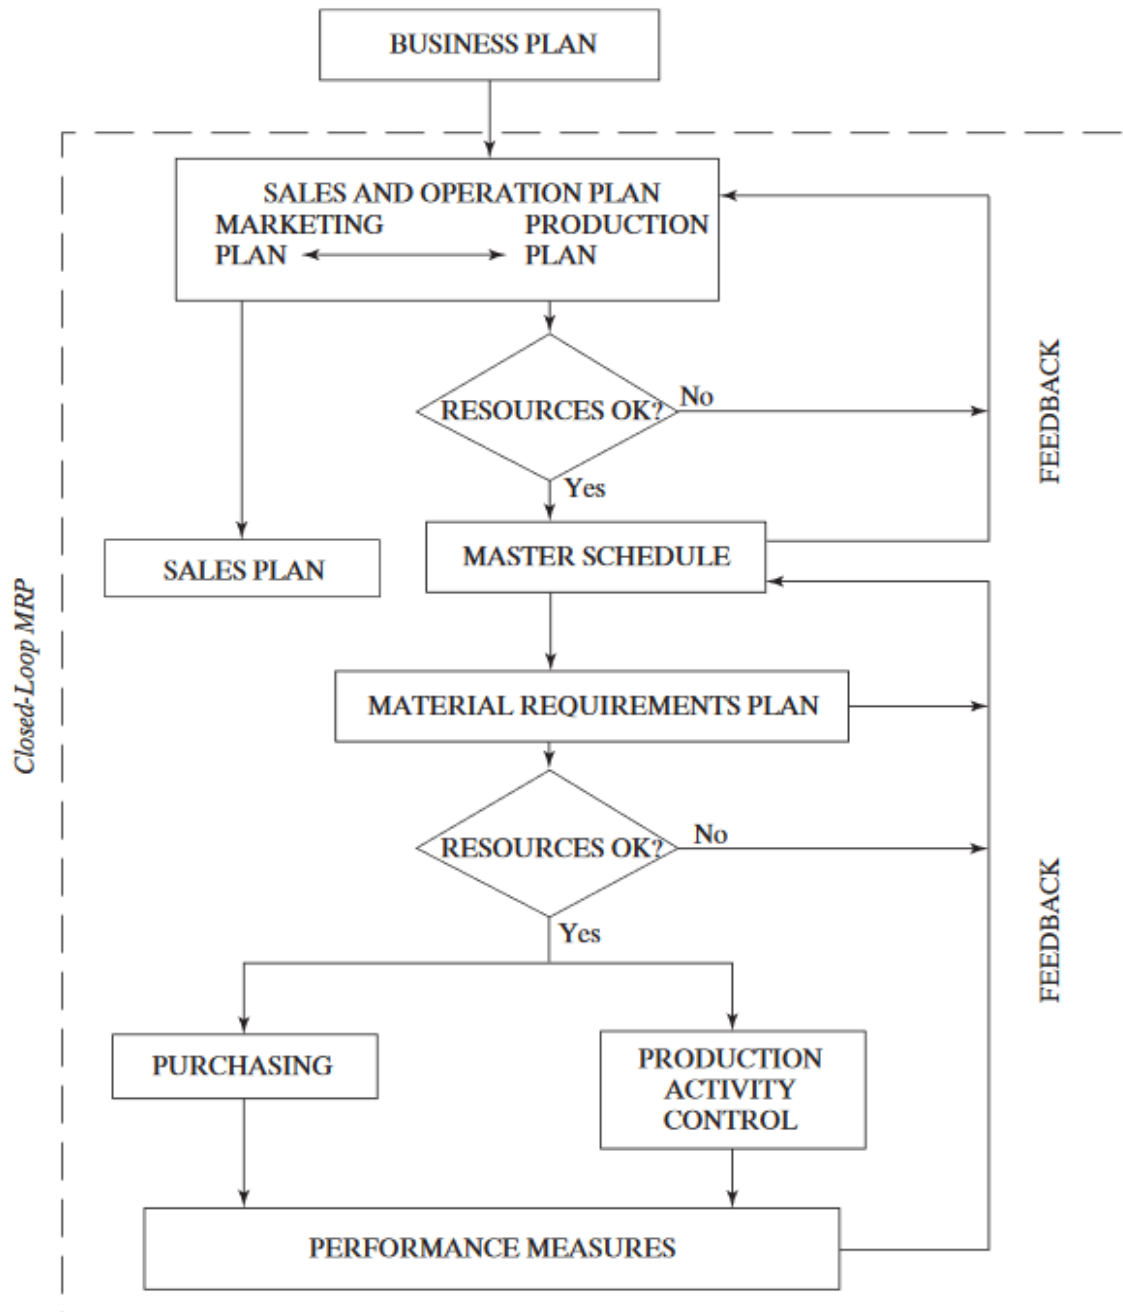 BUSINESS PLAN
SALES AND OPERATION PLAN
MARKETING
PLAN
PRODUCTION
PLAN
RESOURCES OK?
No
Yes
FEEDBACK
SALES PLAN
MASTER SCHEDULE
Closed-Loop MRP
MATERIAL REQUIREMENTS PLAN
RESOURCES OK?
No
Yes
FEEDBACK
PURCHASING
PRODUCTION
ACTIVITY
CONTROL
PERFORMANCE MEASURES